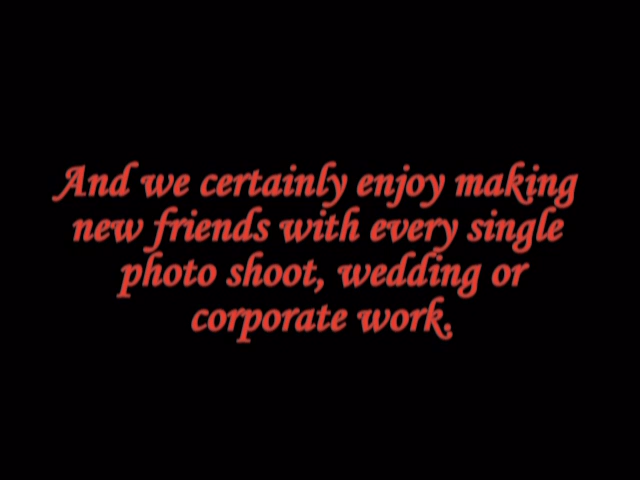 And we certainly enjoy making
new friends with every single
photo shoot, wedding or
corporate work.